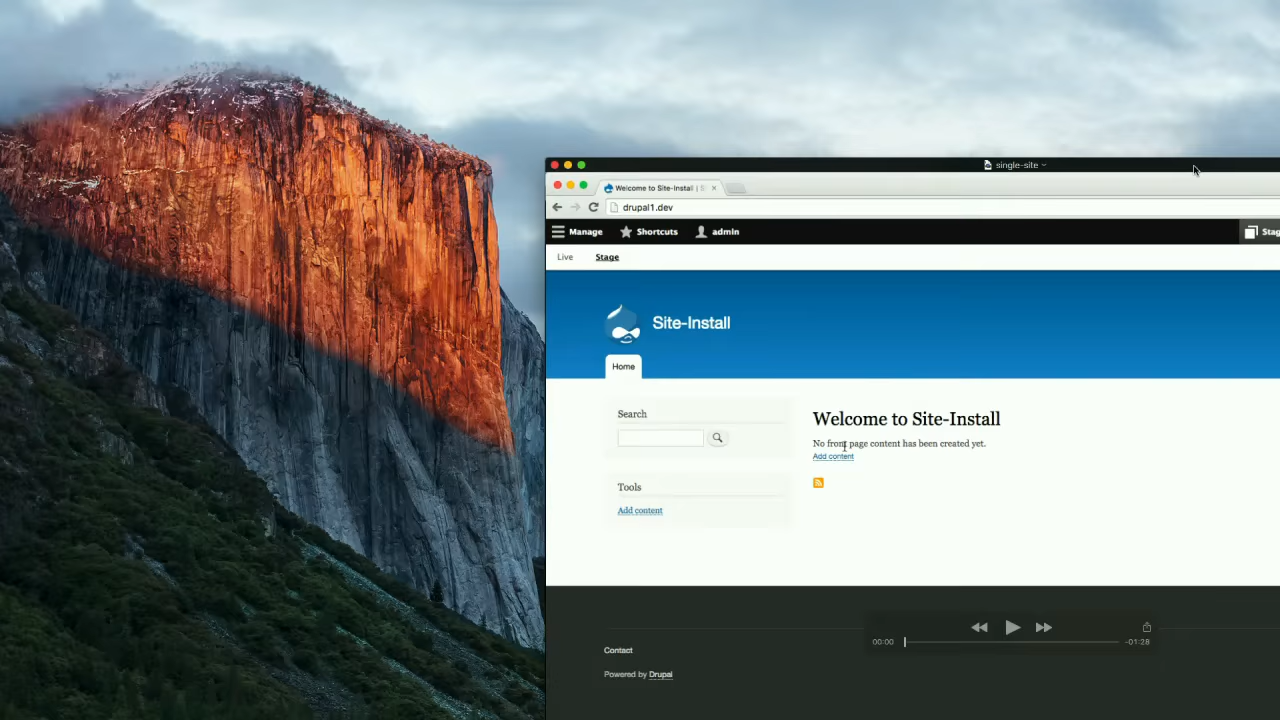 single-site
Welcome to Site-Install | S
drupal1.dev
Manage Shortcuts admin Stag
Live Stage
Site-Install
Home
Search
Welcome to Site-Install
No front page content has been created yet.
Add content
Tools
Add content
00:00 -01:28
Contact
Powered by Drupal